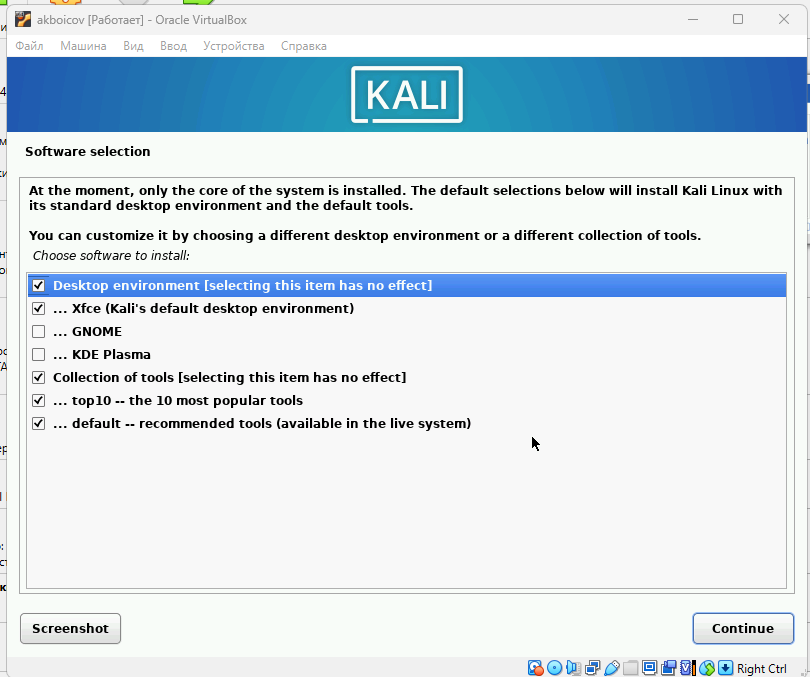 akboicov [Работает] - Oracle VirtualBox
Файл Машина Вид Ввод Устройства Справка
KALI
Software selection
At the moment, only the core of the system is installed. The default selections below will install Kali Linux with
its standard desktop environment and the default tools.
You can customize it by choosing a different desktop environment or a different collection of tools.
Choose software to install:
Desktop environment [selecting this item has no effect]
... Xfce (Kali's default desktop environment)
... GNOME
... KDE Plasma
Collection of tools [selecting this item has no effect]
... top10 -- the 10 most popular tools
... default -- recommended tools (available in the live system)
Screenshot
Continue
Right Ctrl